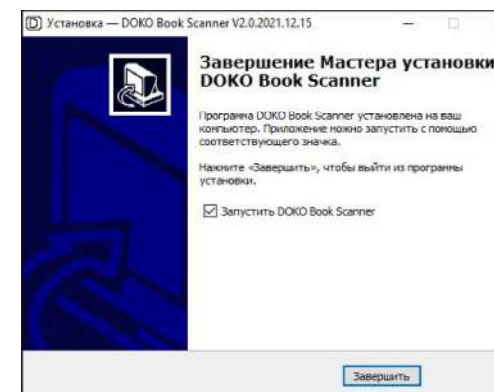 Установка — DOKO Book Scanner V2.0.2021.12.15
Завершение Мастера установки
DOKO Book Scanner
Программа DOKO Book Scanner установлена на ваш
компьютер. Приложение можно запустить с помощью
соответствующего значка.
Нажмите «Завершить», чтобы выйти из программы
установки.
Запустить DOKO Book Scanner
Завершить